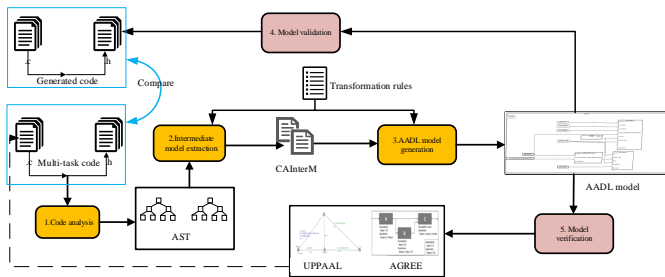 4. Model validation
.c
.h
Generated code
Compare
Transformation rules
2.Intermediate
model extraction
CAInterM
3.AADL model
generation
.c
.h
Multi-task code
AADL model
1.Code analysis
AST
5. Model
verification
UPPAAL
AGREE